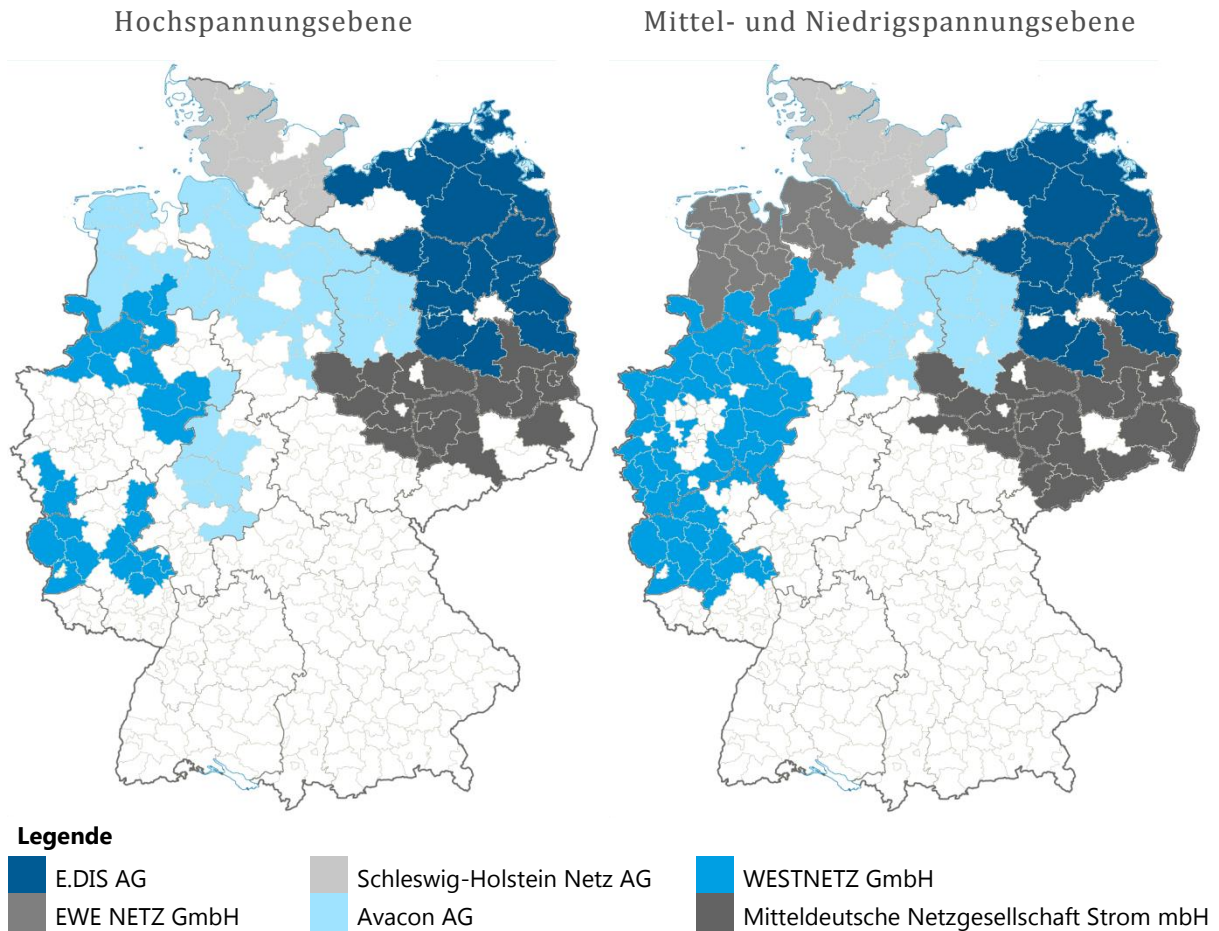 Hochspannungsebene
Mittel- und Niedrigspannungsebene
Legende
E.DIS AG
Schleswig-Holstein Netz AG
WESTNETZ GmbH
EWE NETZ GmbH
Avacon AG
Mitteldeutsche Netzgesellschaft Strom mbH